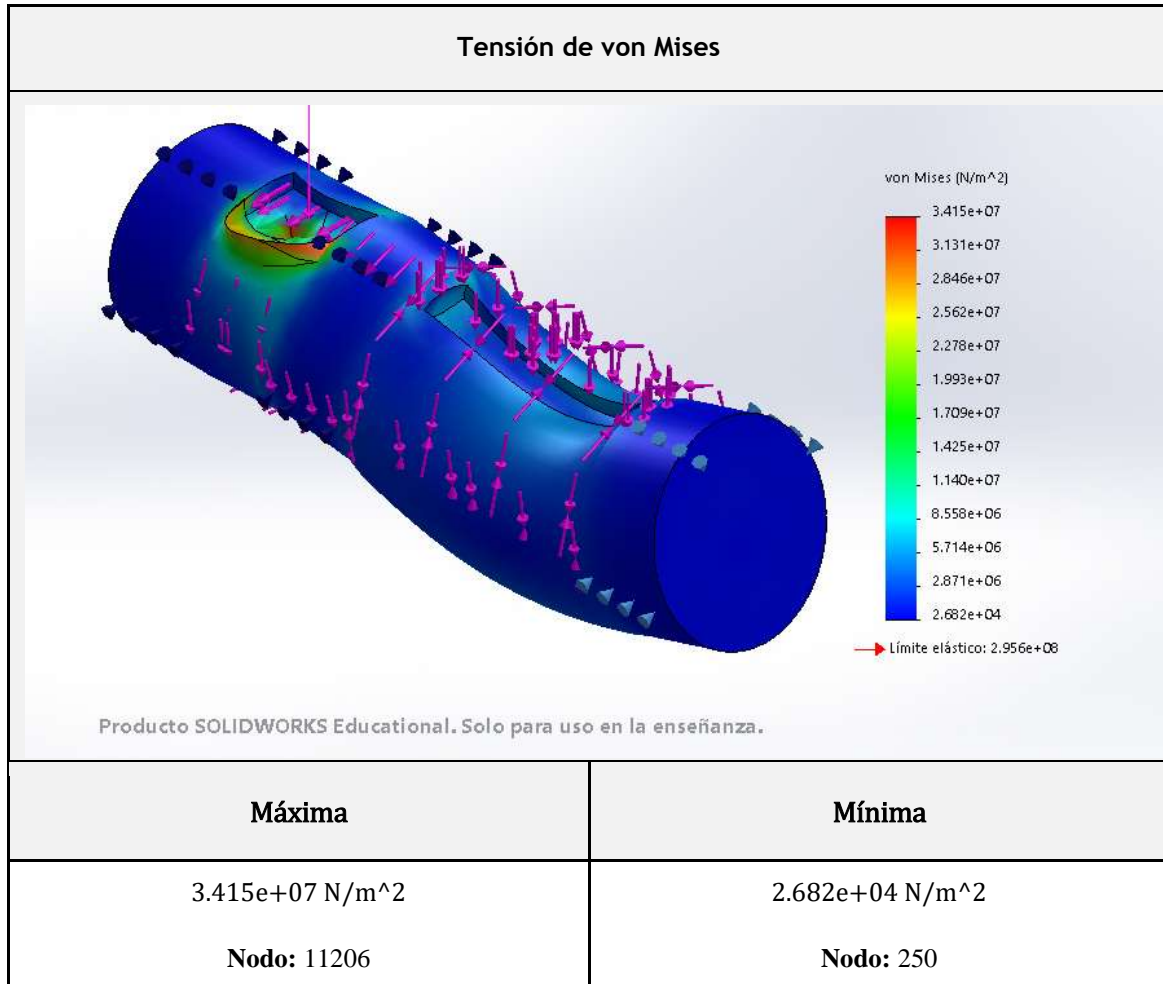 Tensión de von Mises
von Mises (N/m^2)
3.415e+07
3.131e+07
2.846e+07
2.562e+07
2.278e+07
1.993e+07
1.709e+07
1.425e+07
1.140e+07
8.558e+06
5.714e+06
2.871e+06
2.682e+04
Límite elástico: 2.956e+08
Producto SOLIDWORKS Educational. Solo para uso en la enseñanza.
Máxima
Mínima
3.415e+07 N/m^2
2.682e+04 N/m^2
Nodo: 11206
Nodo: 250